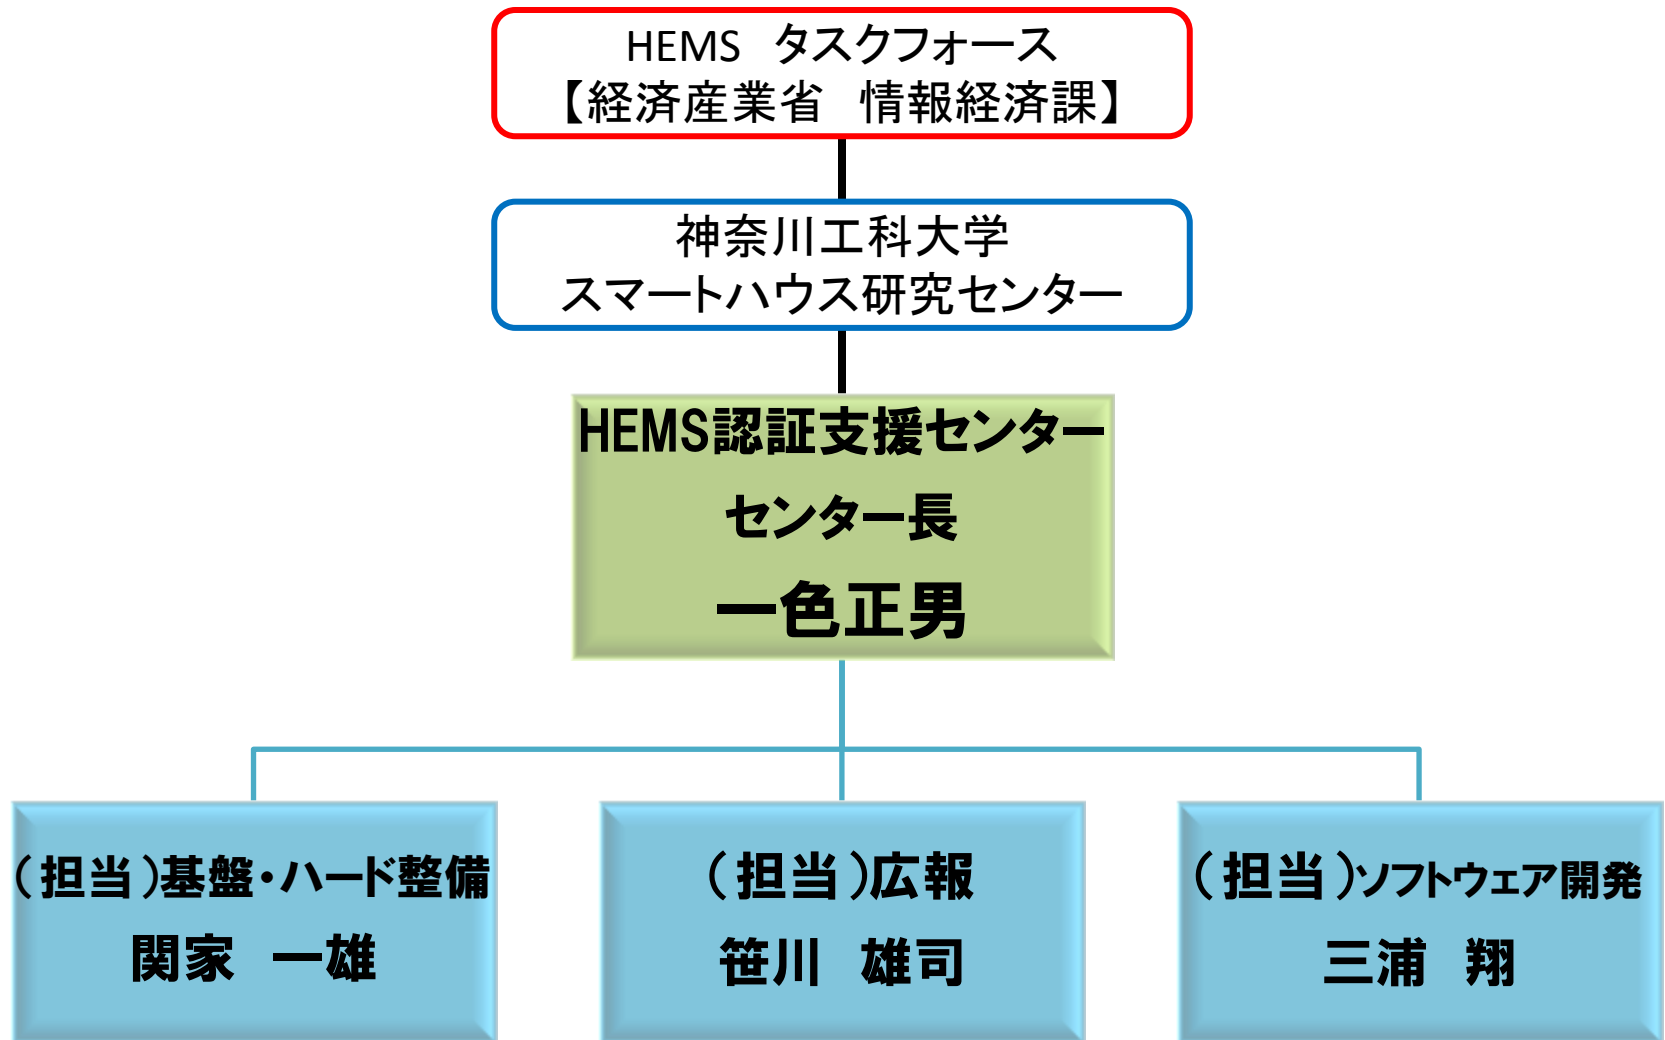 HEMS　タスクフォース
【経済産業省　情報経済課】
神奈川工科大学
スマートハウス研究センター
HEMS認証支援センター
センター長
一色正男
（担当）基盤・ハード整備
関家　一雄
（担当）広報
笹川　雄司
（担当）ソフトウェア開発
三浦　翔